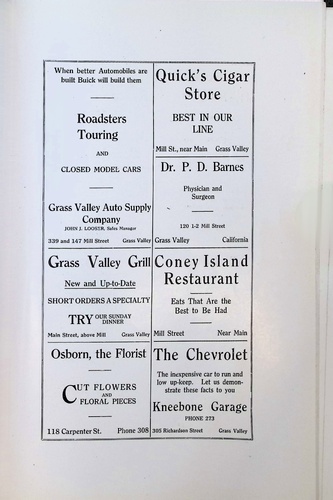 When better Automobiles are
built Buick will build them
Roadsters
Touring
AND
CLOSED MODEL CARS
Grass Valley Auto Supply
Company
JOHN J. LOOSTR, Sales Manager
339 and 147 Mill Street Grass Valley
Quick's Cigar
Store
BEST IN OUR
LINE
Mill St., near Main Grass Valley
Dr. P. D. Barnes
Physician and
Surgeon
120 1-2 Mill Street
Grass Valley California
Grass Valley Grill
New and Up-to-Date
SHORT ORDERS A SPECIALTY
TRY OUR SUNDAY
DINNER
Main Street, above Mill Grass Valley
Coney Island
Restaurant
Eats That Are the
Best to Be Had
Mill Street Near Main
Osborn, the Florist
CUT FLOWERS
AND
FLORAL PIECES
118 Carpenter St. Phone 308
The Chevrolet
The inexpensive car to run and
low up-keep. Let us demon-
strate these facts to you
Kneebone Garage
PHONE 273
305 Richardson Street Grass Valley